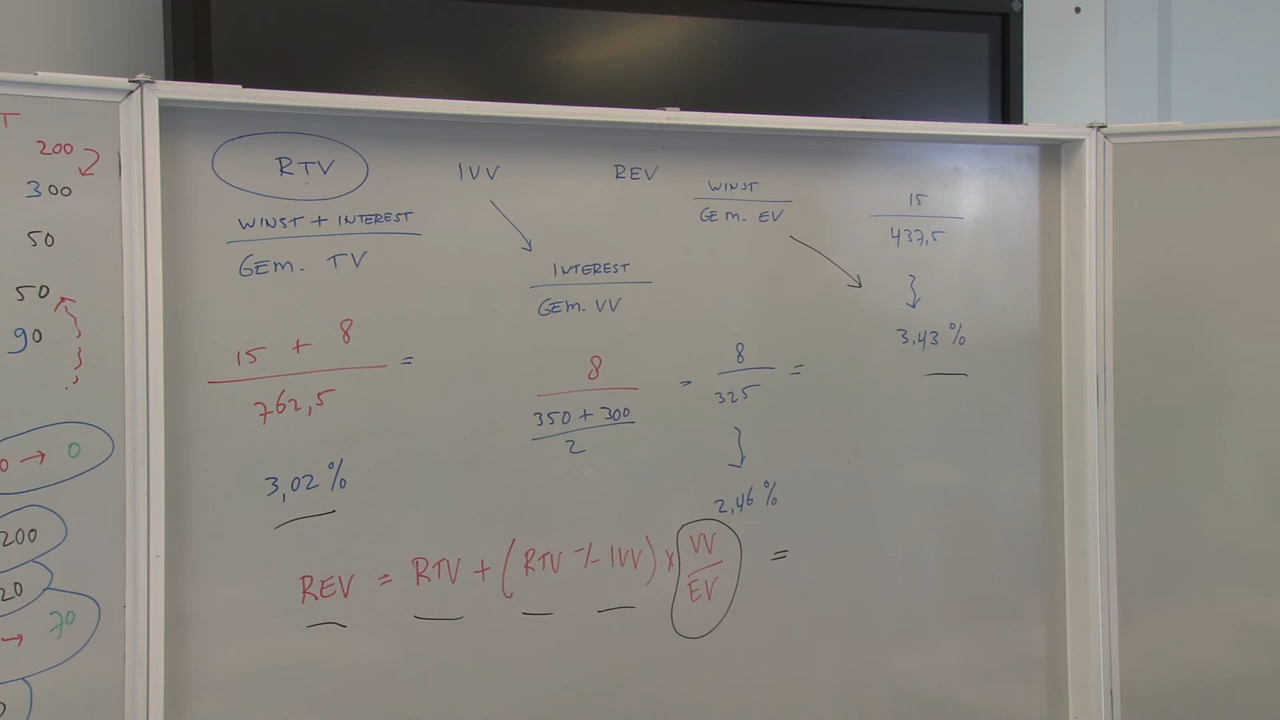 T
200
300
50
50
90
0 → 0
200
20
→ 70
RTV
WINST + INTEREST
GEM. TV
15 + 8
762,5
=
3,02 %
IVV
INTEREST
GEM. VV
8
350 + 300
2
=
8
325
=
2,46 %
REV
WINST
GEM. EV
15
437,5
3,43 %
REV = RTV + (RTV -/- IVV) x VV
EV
=